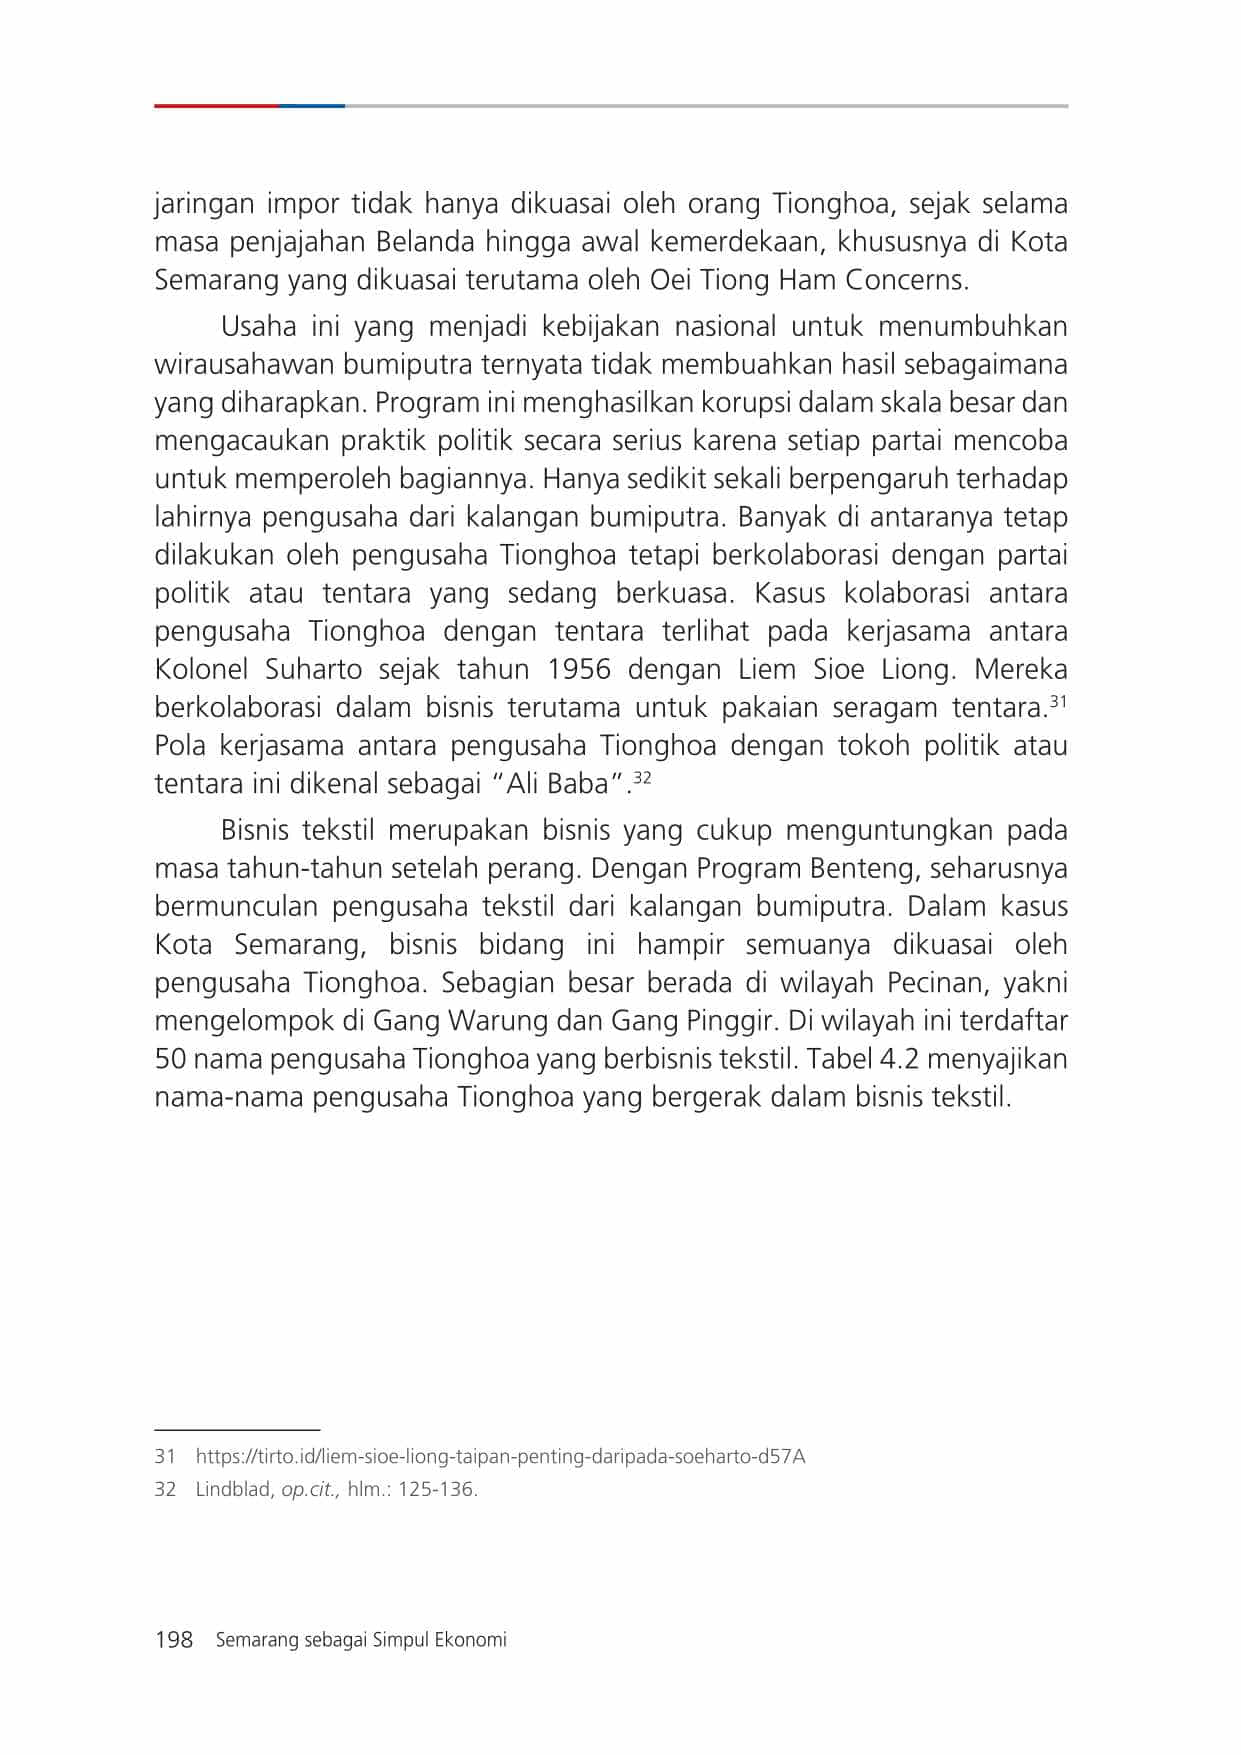 jaringan impor tidak hanya dikuasai oleh orang Tionghoa, sejak selama
masa penjajahan Belanda hingga awal kemerdekaan, khususnya di Kota
Semarang yang dikuasai terutama oleh Oei Tiong Ham Concerns.
Usaha ini yang menjadi kebijakan nasional untuk menumbuhkan
wirausahawan bumiputra ternyata tidak membuahkan hasil sebagaimana
yang diharapkan. Program ini menghasilkan korupsi dalam skala besar dan
mengacaukan praktik politik secara serius karena setiap partai mencoba
untuk memperoleh bagiannya. Hanya sedikit sekali berpengaruh terhadap
lahirnya pengusaha dari kalangan bumiputra. Banyak di antaranya tetap
dilakukan oleh pengusaha Tionghoa tetapi berkolaborasi dengan partai
politik atau tentara yang sedang berkuasa. Kasus kolaborasi antara
pengusaha Tionghoa dengan tentara terlihat pada kerjasama antara
Kolonel Suharto sejak tahun 1956 dengan Liem Sioe Liong. Mereka
berkolaborasi dalam bisnis terutama untuk pakaian seragam tentara.31
Pola kerjasama antara pengusaha Tionghoa dengan tokoh politik atau
tentara ini dikenal sebagai “Ali Baba”.32
Bisnis tekstil merupakan bisnis yang cukup menguntungkan pada
masa tahun-tahun setelah perang. Dengan Program Benteng, seharusnya
bermunculan pengusaha tekstil dari kalangan bumiputra. Dalam kasus
Kota Semarang, bisnis bidang ini hampir semuanya dikuasai oleh
pengusaha Tionghoa. Sebagian besar berada di wilayah Pecinan, yakni
mengelompok di Gang Warung dan Gang Pinggir. Di wilayah ini terdaftar
50 nama pengusaha Tionghoa yang berbisnis tekstil. Tabel 4.2 menyajikan
nama-nama pengusaha Tionghoa yang bergerak dalam bisnis tekstil.
31 https://tirto.id/liem-sioe-liong-taipan-penting-daripada-soeharto-d57A
32 Lindblad, op.cit., hlm.: 125-136.
198 Semarang sebagai Simpul Ekonomi